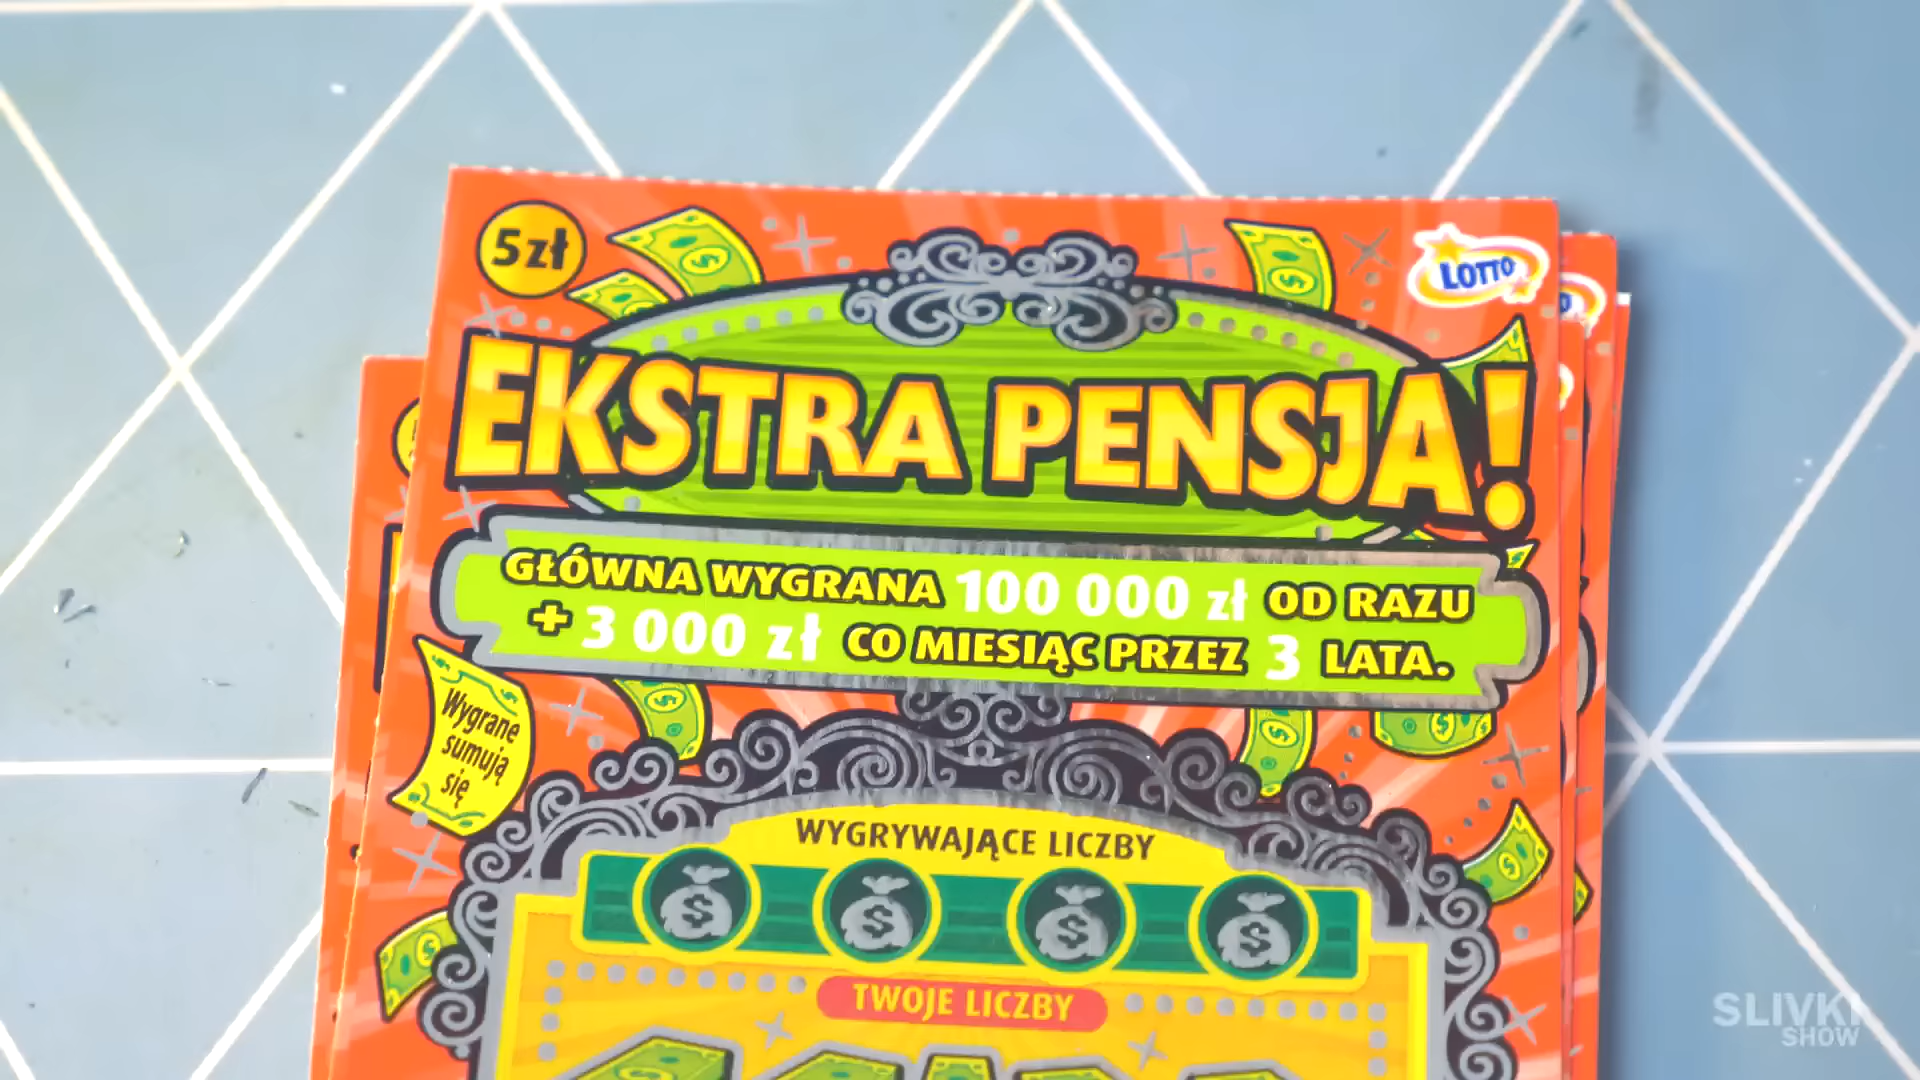 5zł
LOTTO
EKSTRA PENSJA!
GŁÓWNA WYGRANA 100 000 zł OD RAZU
+ 3 000 zł CO MIESIĄC PRZEZ 3 LATA.
Wygrane
sumują
się
WYGRYWAJĄCE LICZBY
TWOJE LICZBY
SLIVKI
SHOW